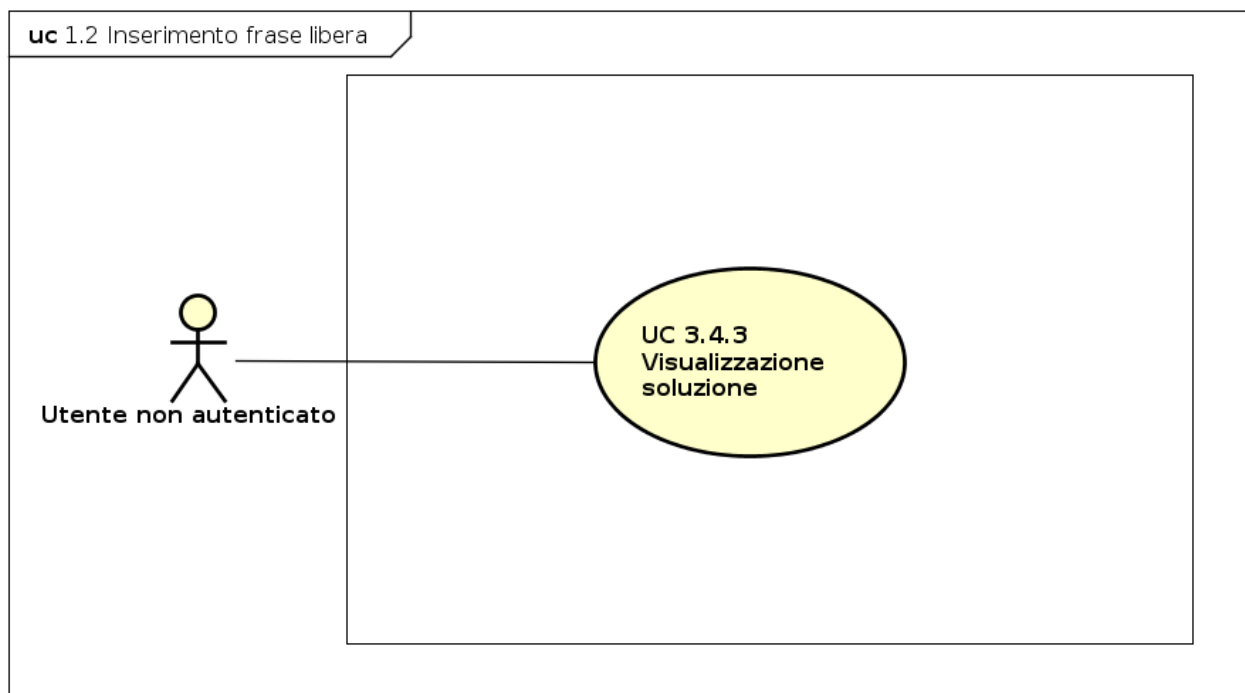 uc 1.2 Inserimento frase libera
UC 3.4.3
Visualizzazione
soluzione
Utente non autenticato